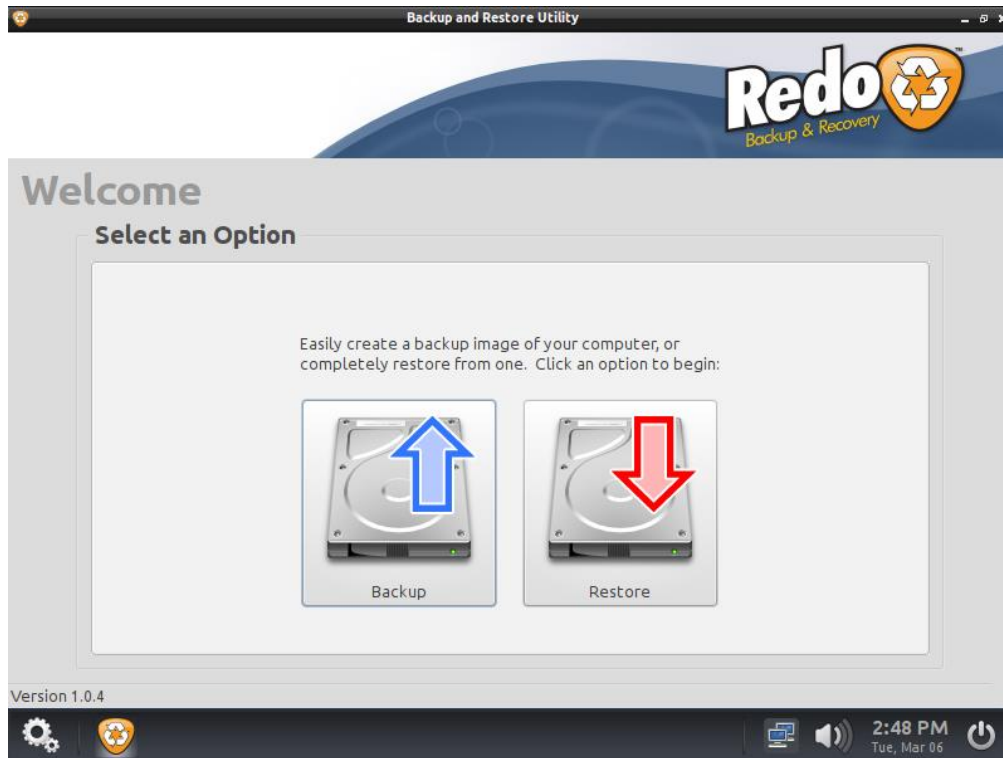 Backup and Restore Utility
Redo™
Backup & Recovery
Welcome
Select an Option
Easily create a backup image of your computer, or
completely restore from one. Click an option to begin:
Backup
Restore
Version 1.0.4
2:48 PM
Tue, Mar 06